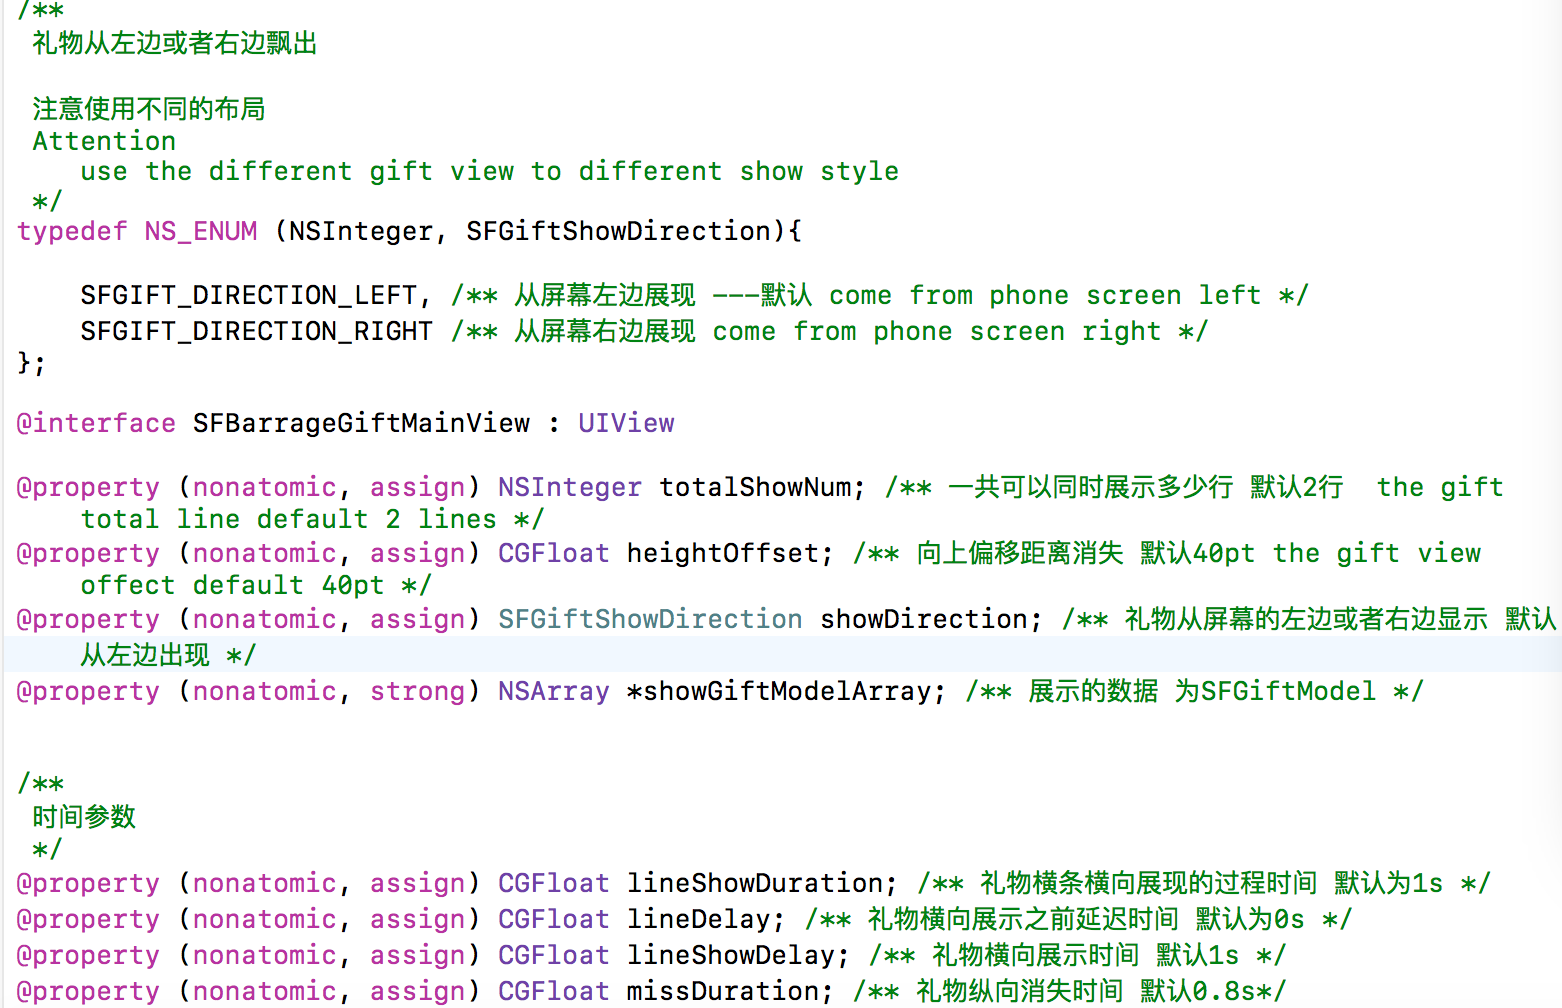 /**
礼物从左边或者右边飘出
注意使用不同的布局
Attention
use the different gift view to different show style
*/
typedef NS_ENUM (NSInteger, SFGiftShowDirection){
SFGIFT_DIRECTION_LEFT, /** 从屏幕左边展现 ---默认 come from phone screen left */
SFGIFT_DIRECTION_RIGHT /** 从屏幕右边展现 come from phone screen right */
};
@interface SFBarrageGiftMainView : UIView
@property (nonatomic, assign) NSInteger totalShowNum; /** 一共可以同时展示多少行 默认2行  the gift
total line default 2 lines */
@property (nonatomic, assign) CGFloat heightOffset; /** 向上偏移距离消失 默认40pt the gift view
offect default 40pt */
@property (nonatomic, assign) SFGiftShowDirection showDirection; /** 礼物从屏幕的左边或者右边显示 默认
从左边出现 */
@property (nonatomic, strong) NSArray *showGiftModelArray; /** 展示的数据 为SFGiftModel */
/**
时间参数
*/
@property (nonatomic, assign) CGFloat lineShowDuration; /** 礼物横条横向展现的过程时间 默认为1s */
@property (nonatomic, assign) CGFloat lineDelay; /** 礼物横向展示之前延迟时间 默认为0s */
@property (nonatomic, assign) CGFloat lineShowDelay; /** 礼物横向展示时间 默认1s */
@property (nonatomic, assign) CGFloat missDuration; /** 礼物纵向消失时间 默认0.8s*/